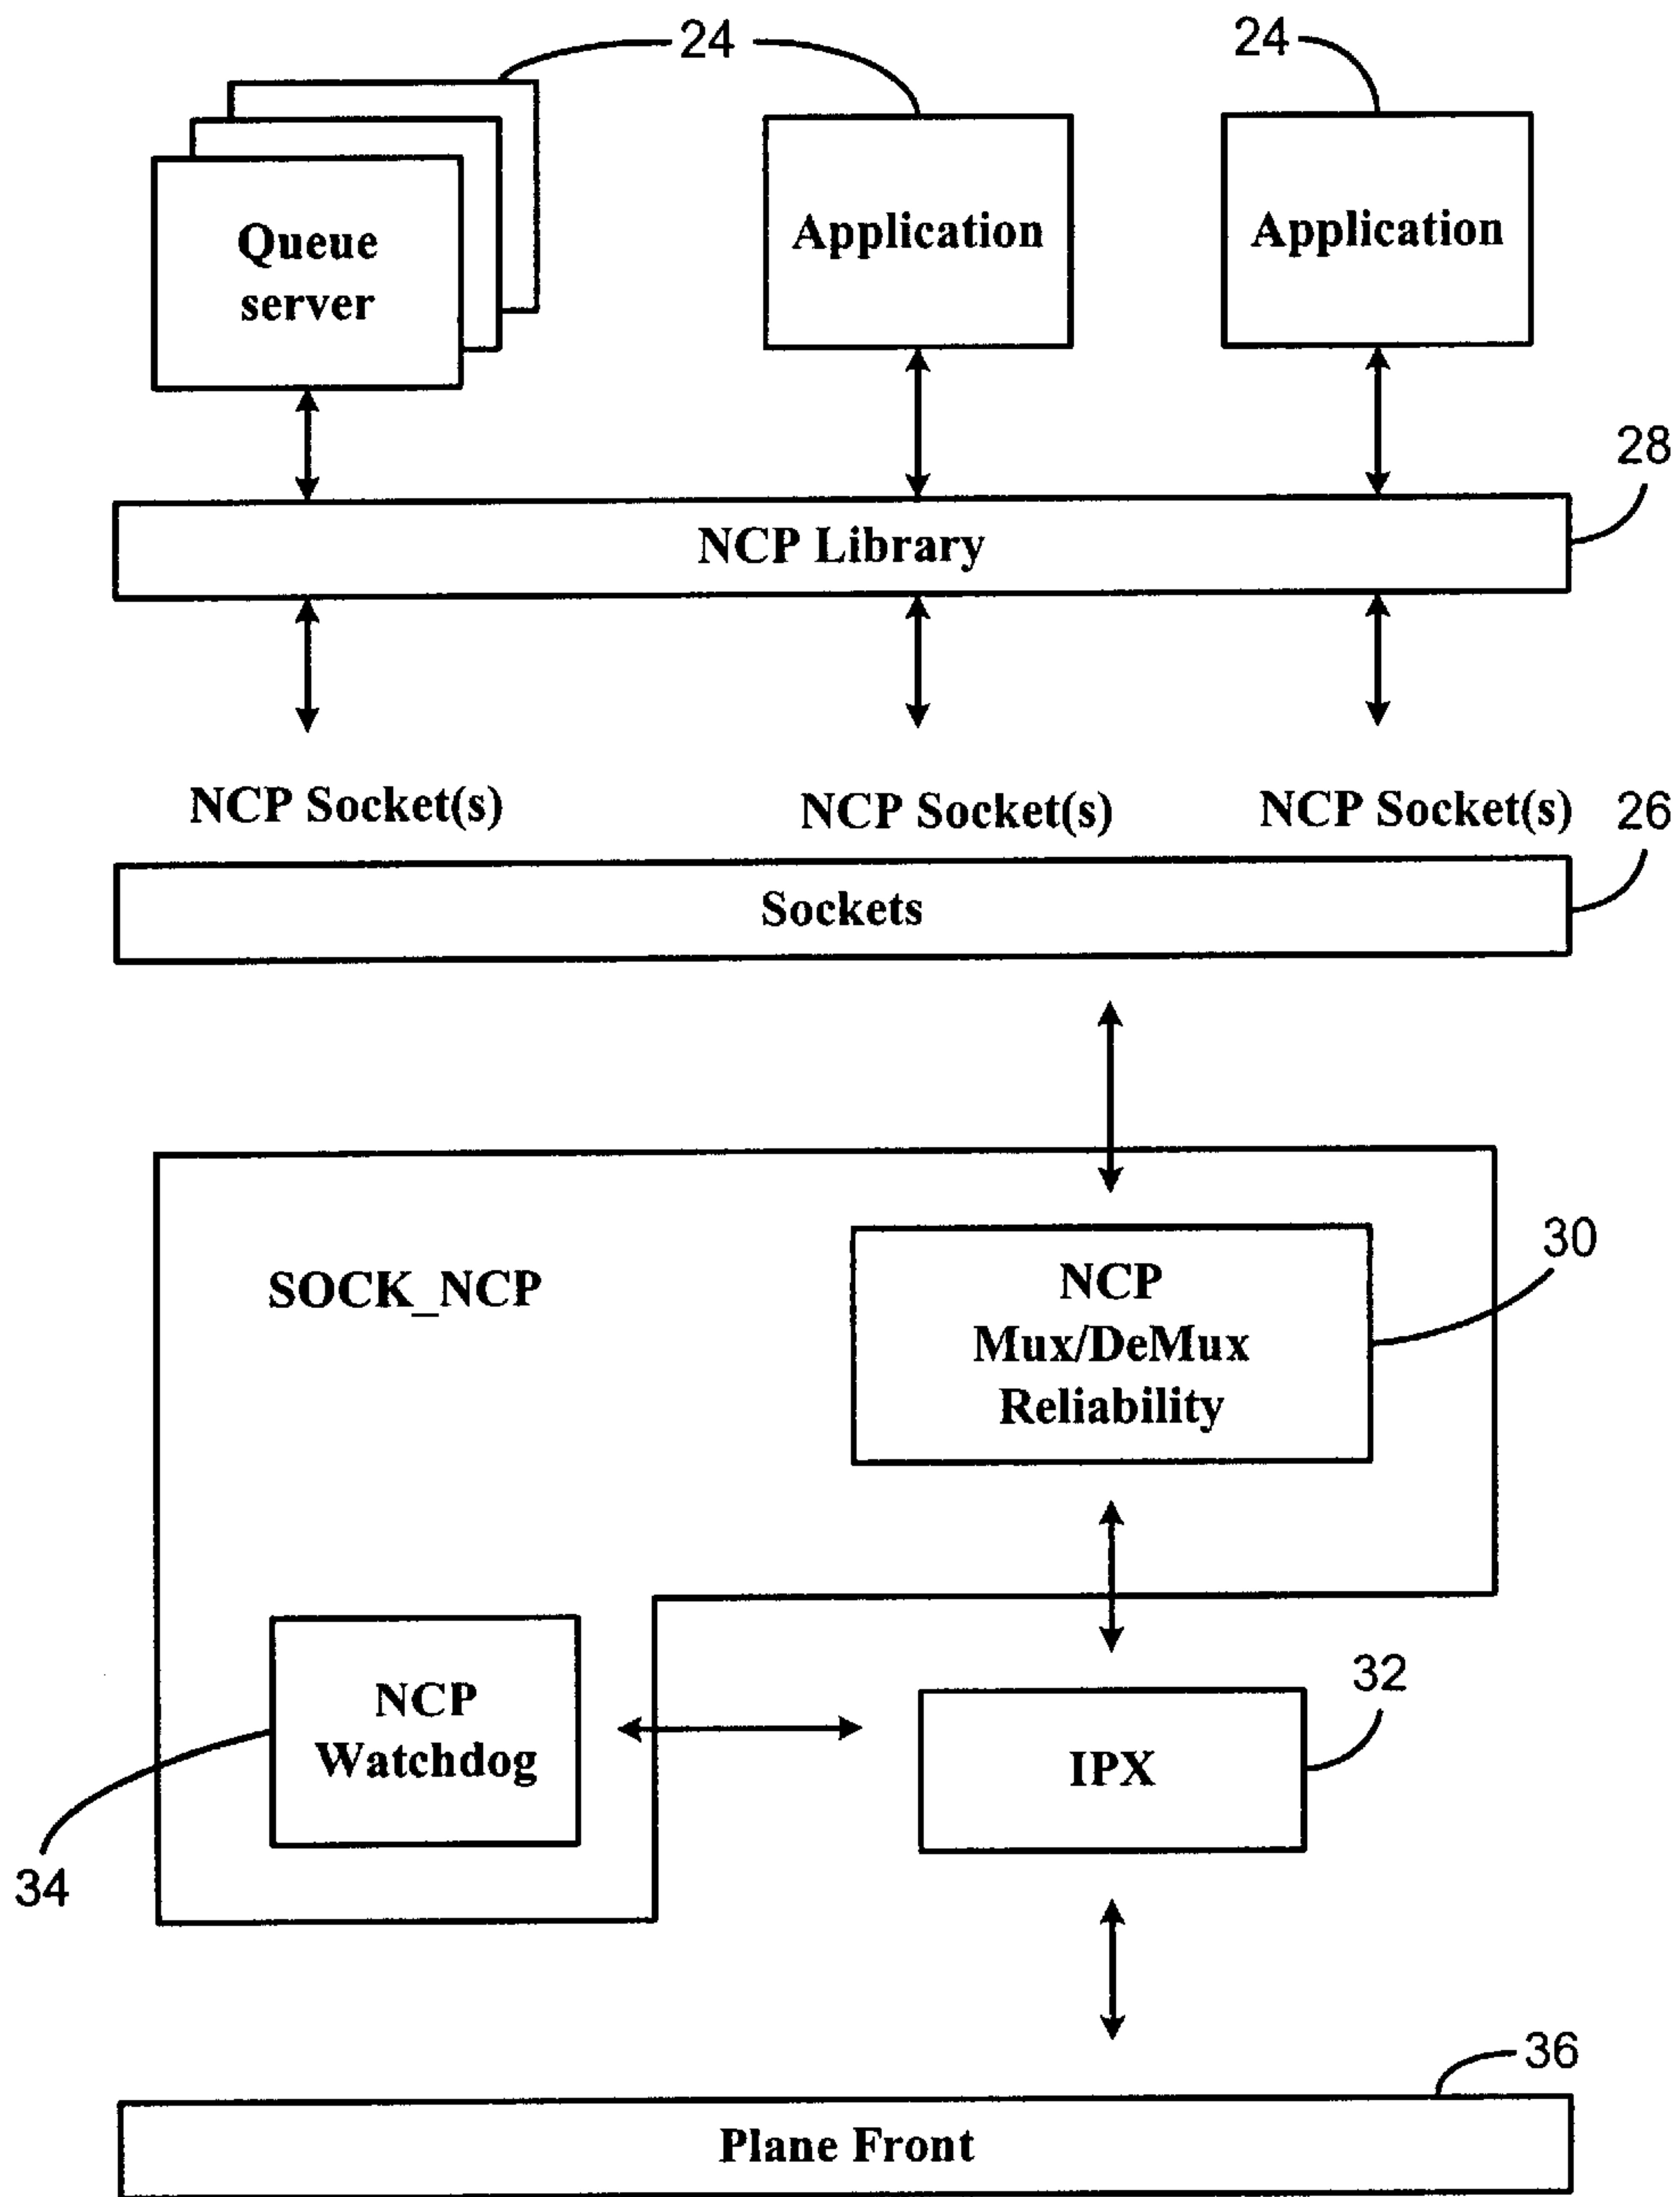 24
24
Queue
server
Application
Application
28
NCP Library
NCP Socket(s)
NCP Socket(s)
NCP Socket(s)
26
Sockets
SOCK_NCP
NCP
Mux/DeMux
Reliability
30
NCP
Watchdog
34
IPX
32
36
Plane Front